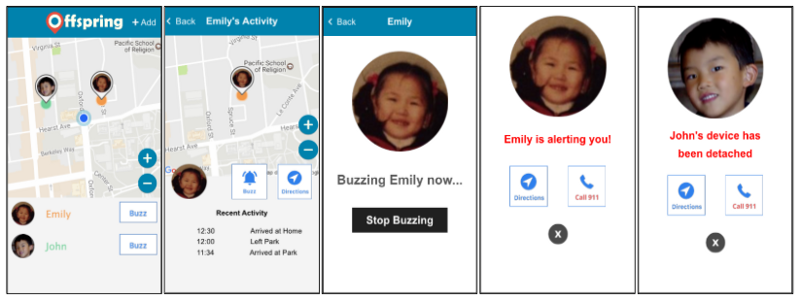 Offspring
+ Add
Virginia St
Pacific School
of Religion
Oxford
Hearst Ave
Hearst Ave
Berkeley Way
+
−
Emily
Buzz
John
Buzz
Back
Emily's Activity
Virginia St
Pacific School
of Religion
Le Conte Ave
Oxford St
Spruce St
Hearst Ave
+
−
Buzz
Directions
Recent Activity
12:30 Arrived at Home
12:00 Left Park
11:34 Arrived at Park
Back
Emily
Buzzing Emily now...
Stop Buzzing
Emily is alerting you!
Directions
Call 911
X
John's device has
been detached
Directions
Call 911
X